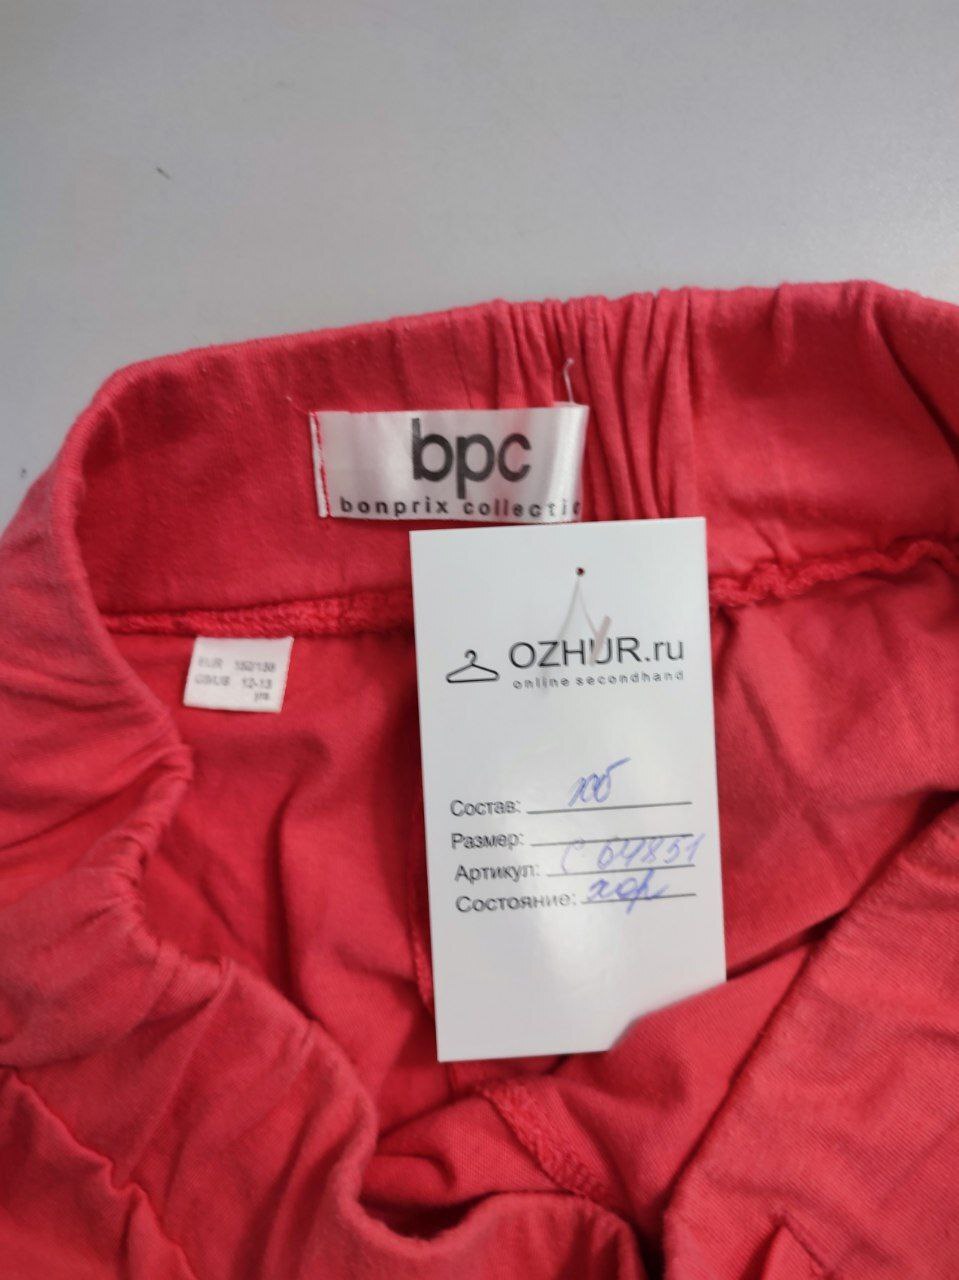 bpc
bonprix collectio
EUR 152/158
GB/US 12-13
yrs
OZHUR.ru
online secondhand
Состав: хб
Размер:
Артикул: С 64851
Состояние: хор